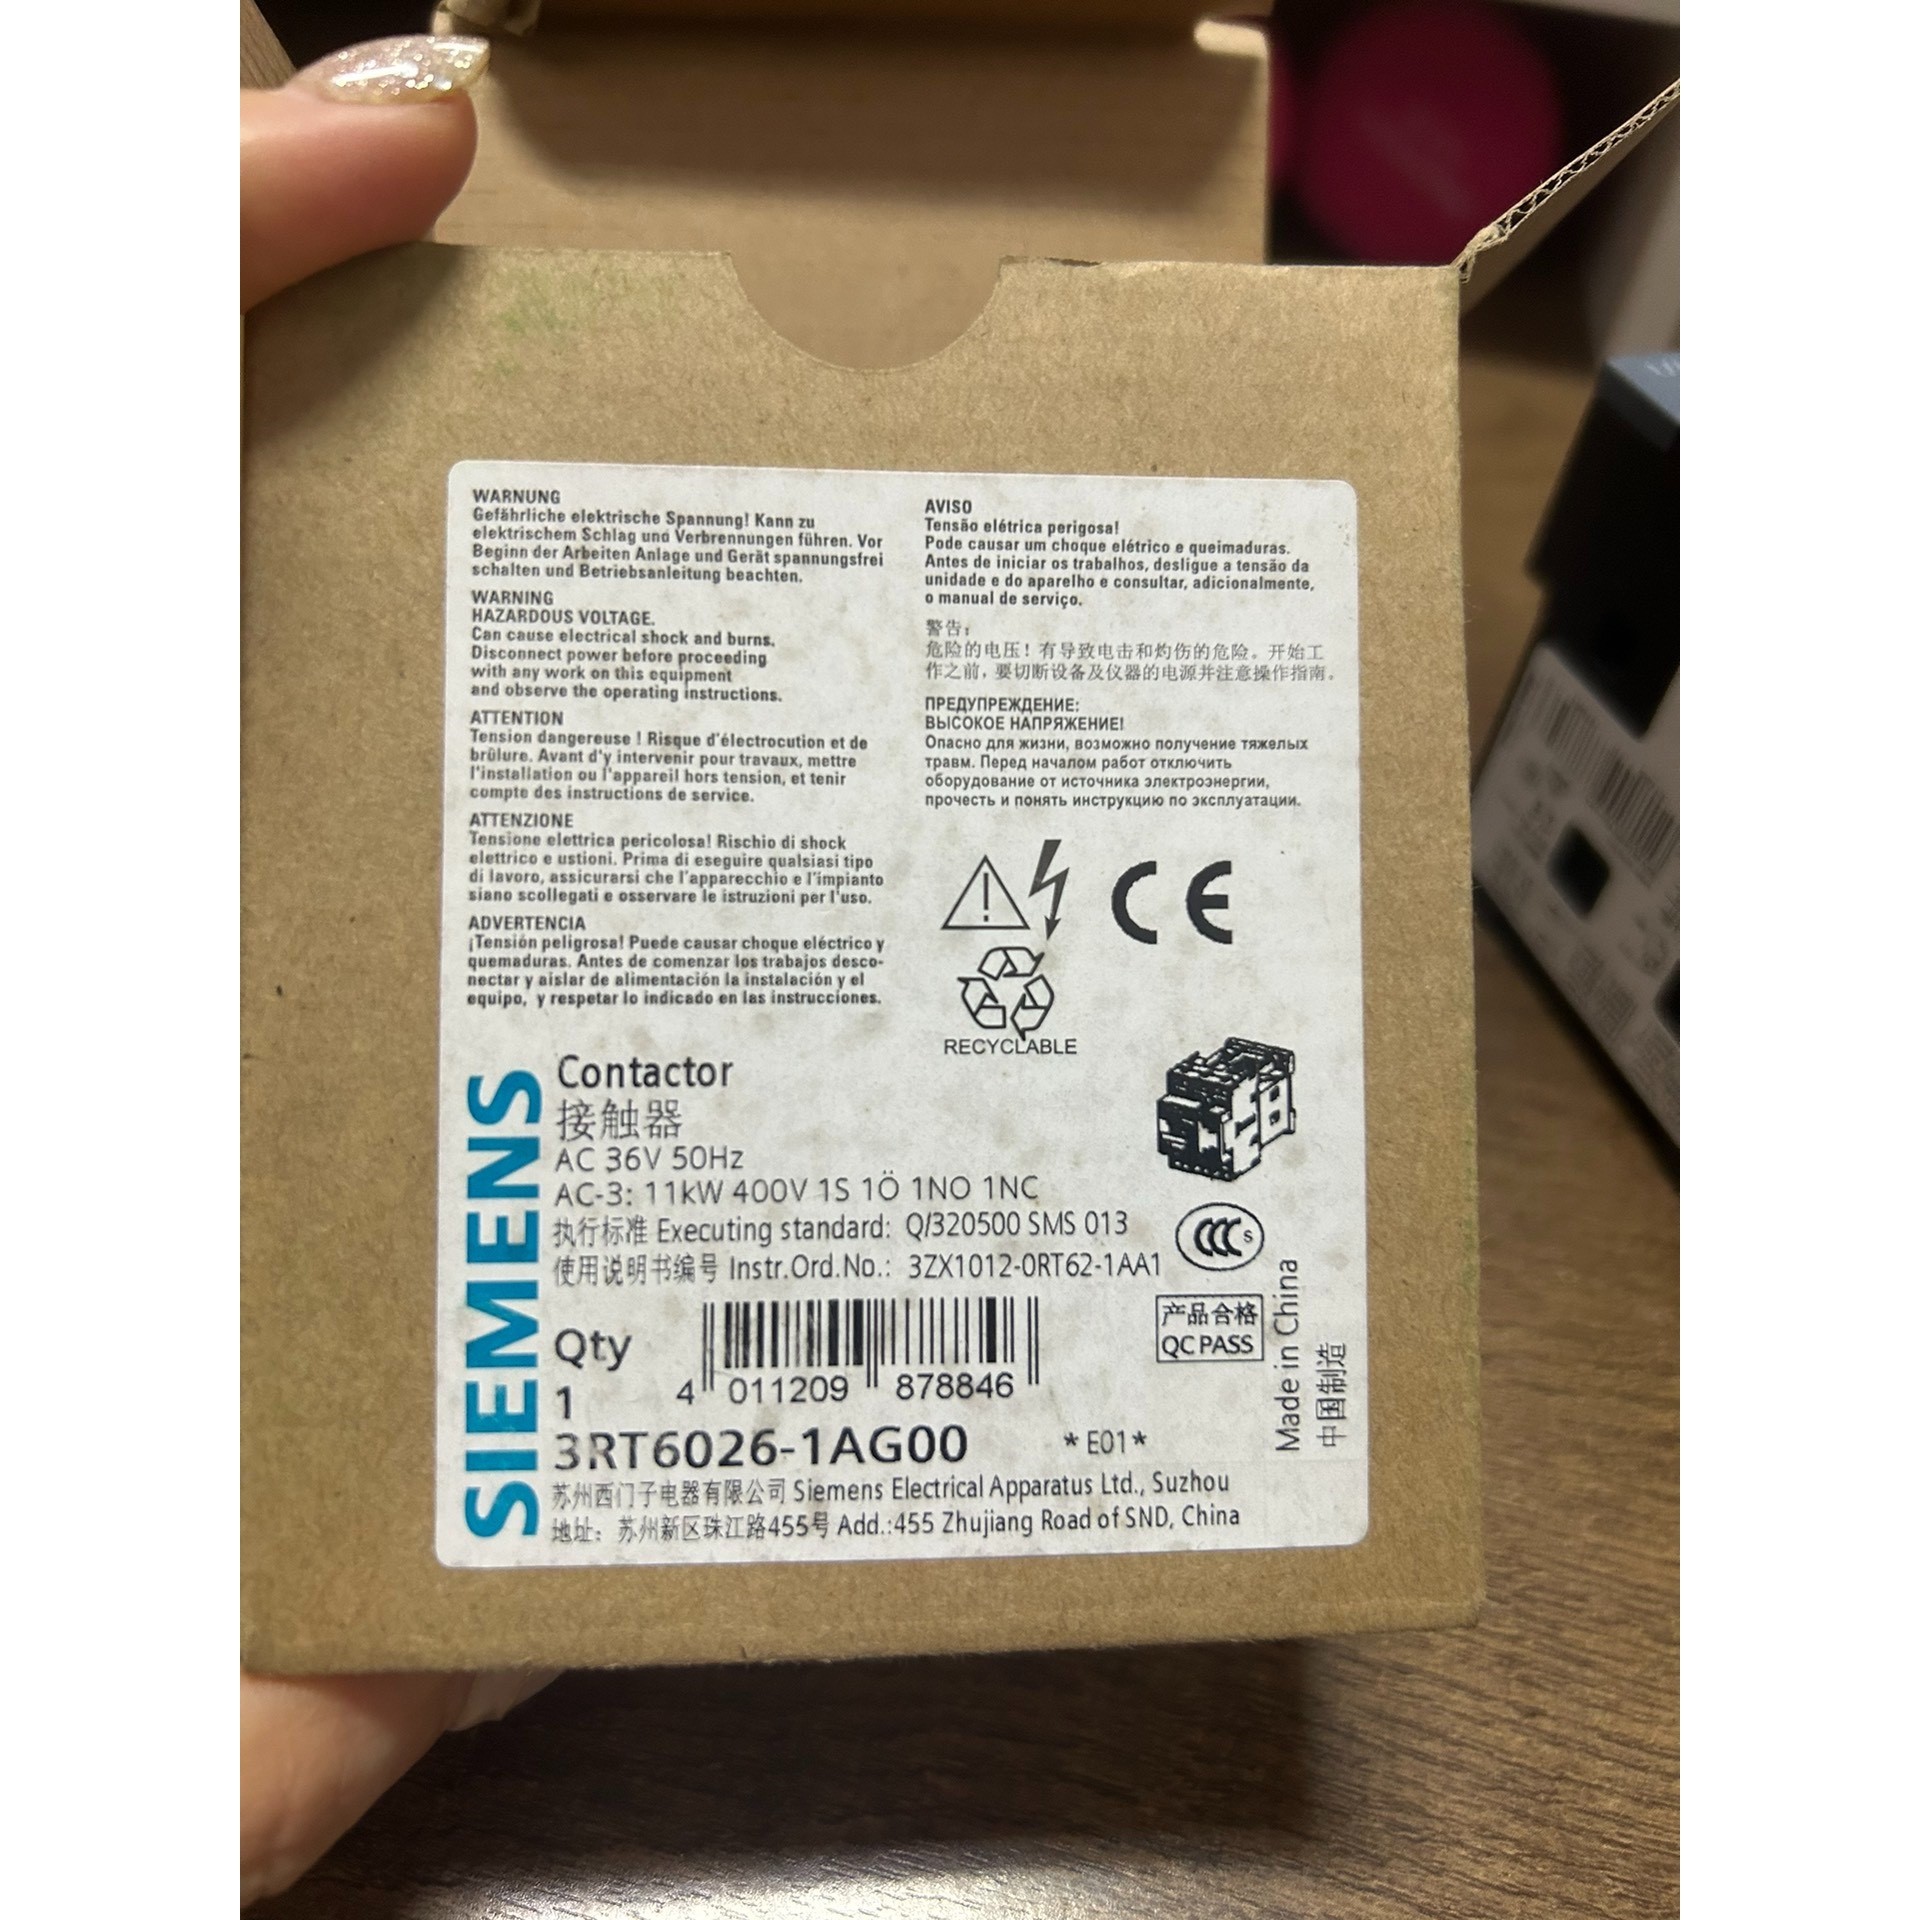 WARNUNG
Gefährliche elektrische Spannung! Kann zu
elektrischem Schlag und Verbrennungen führen. Vor
Beginn der Arbeiten Anlage und Gerät spannungsfrei
schalten und Betriebsanleitung beachten.
WARNING
HAZARDOUS VOLTAGE.
Can cause electrical shock and burns.
Disconnect power before proceeding
with any work on this equipment
and observe the operating instructions.
ATTENTION
Tension dangereuse ! Risque d'électrocution et de
brûlure. Avant d'y intervenir pour travaux, mettre
l'installation ou l'appareil hors tension, et tenir
compte des instructions de service.
ATTENZIONE
Tensione elettrica pericolosa! Rischio di shock
elettrico e ustioni. Prima di eseguire qualsiasi tipo
di lavoro, assicurarsi che l'apparecchio e l'impianto
siano scollegati e osservare le istruzioni per l'uso.
ADVERTENCIA
¡Tensión peligrosa! Puede causar choque eléctrico y
quemaduras. Antes de comenzar los trabajos desco-
nectar y aislar de alimentación la instalación y el
equipo, y respetar lo indicado en las instrucciones.
AVISO
Tensão elétrica perigosa!
Pode causar um choque elétrico e queimaduras.
Antes de iniciar os trabalhos, desligue a tensão da
unidade e do aparelho e consultar, adicionalmente,
o manual de serviço.
警告：
危险的电压！有导致电击和灼伤的危险。开始工
作之前，要切断设备及仪器的电源并注意操作指南。
ПРЕДУПРЕЖДЕНИЕ:
ВЫСОКОЕ НАПРЯЖЕНИЕ!
Опасно для жизни, возможно получение тяжелых
травм. Перед началом работ отключить
оборудование от источника электроэнергии,
прочесть и понять инструкцию по эксплуатации.
CE
RECYCLABLE
SIEMENS
Contactor
接触器
AC 36V 50Hz
AC-3: 11kW 400V 1S 1Ö 1NO 1NC
执行标准 Executing standard: Q/320500 SMS 013
使用说明书编号 Instr.Ord.No.: 3ZX1012-0RT62-1AA1
CCC S
产品合格
QC PASS
Made in China
中国制造
Qty
1
4 011209 878846
3RT6026-1AG00 *E01*
苏州西门子电器有限公司 Siemens Electrical Apparatus Ltd., Suzhou
地址：苏州新区珠江路455号 Add.:455 Zhujiang Road of SND, China